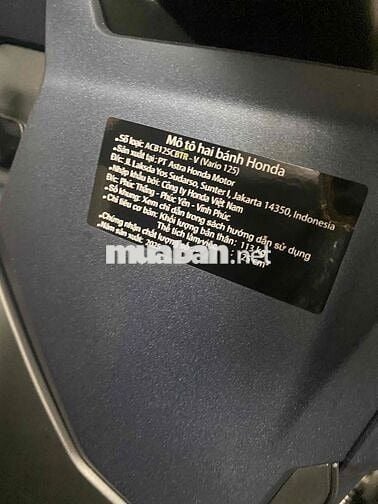 Mô tô hai bánh Honda
• Số loại: ACB125CBTR - V (Vario 125)
• Sản xuất tại: PT Astra Honda Motor
Đ/c: Jl. Laksda Yos Sudarso, Sunter I, Jakarta 14350, Indonesia
• Nhập khẩu bởi: Công ty Honda Việt Nam
Đ/c: Phúc Thắng - Phúc Yên - Vĩnh Phúc
• Số khung: Xem chỉ dẫn trong sách hướng dẫn sử dụng
• Chỉ tiêu cơ bản: Khối lượng bản thân: 113
Thể tích làm việc
• Chứng nhận chất lượng
• Năm sản xuất:
muaban.net